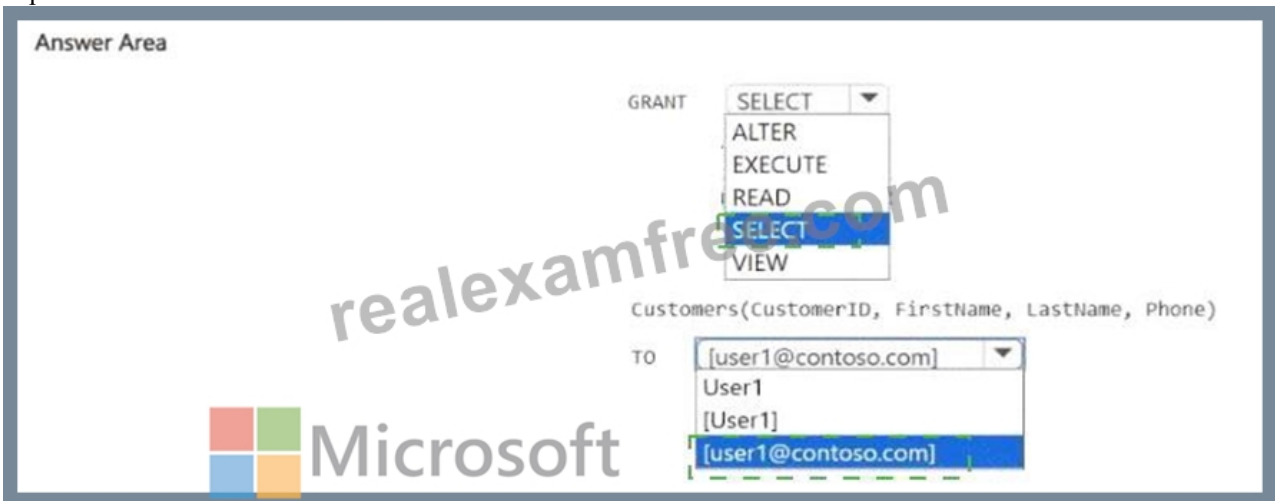 Answer Area
GRANT SELECT
ALTER
EXECUTE
READ
SELECT
VIEW
realexamfree.com
Customers(CustomerID, FirstName, LastName, Phone)
TO [user1@contoso.com]
User1
[User1]
[user1@contoso.com]
Microsoft